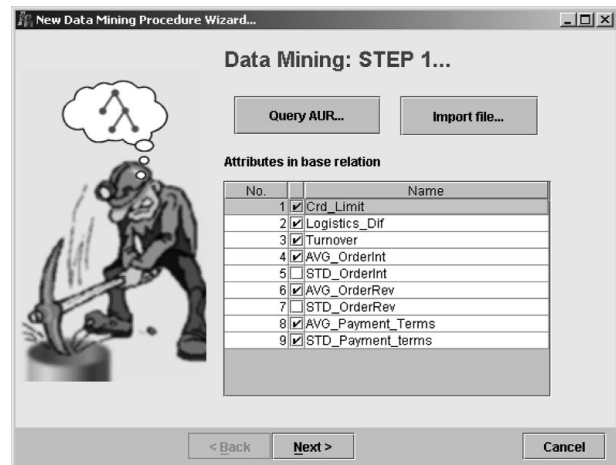 New Data Mining Procedure Wizard...
Data Mining: STEP 1...
Query AUR... Import file...
Attributes in base relation
No. Name
1 Crd_Limit
2 Logistics_Dif
3 Turnover
4 AVG_OrderInt
5 STD_OrderInt
6 AVG_OrderRev
7 STD_OrderRev
8 AVG_Payment_Terms
9 STD_Payment_terms
< Back Next > Cancel